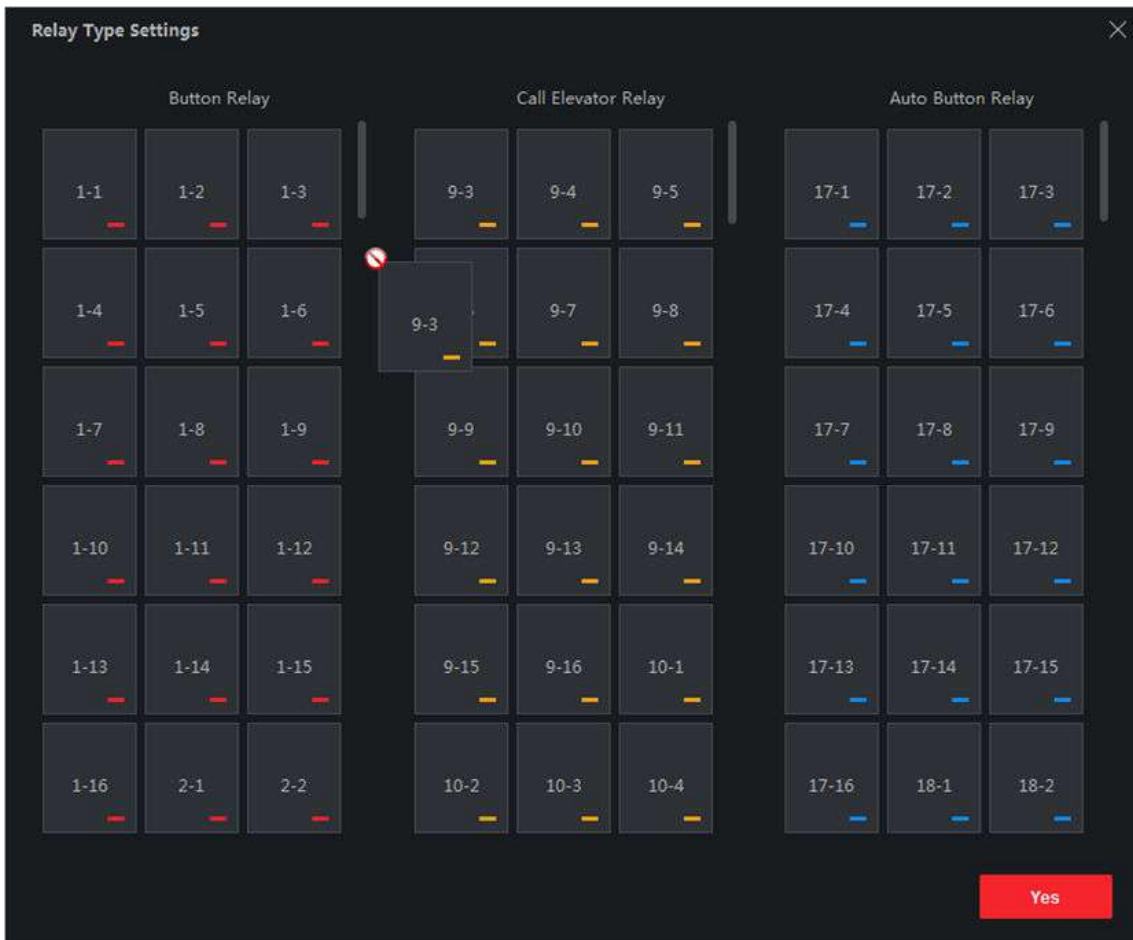 Relay Type Settings
Button Relay Call Elevator Relay Auto Button Relay
1-1 1-2 1-3 9-3 9-4 9-5 17-1 17-2 17-3
1-4 1-5 1-6 9-7 9-8 17-4 17-5 17-6
9-3
1-7 1-8 1-9 9-9 9-10 9-11 17-7 17-8 17-9
1-10 1-11 1-12 9-12 9-13 9-14 17-10 17-11 17-12
1-13 1-14 1-15 9-15 9-16 10-1 17-13 17-14 17-15
1-16 2-1 2-2 10-2 10-3 10-4 17-16 18-1 18-2
Yes